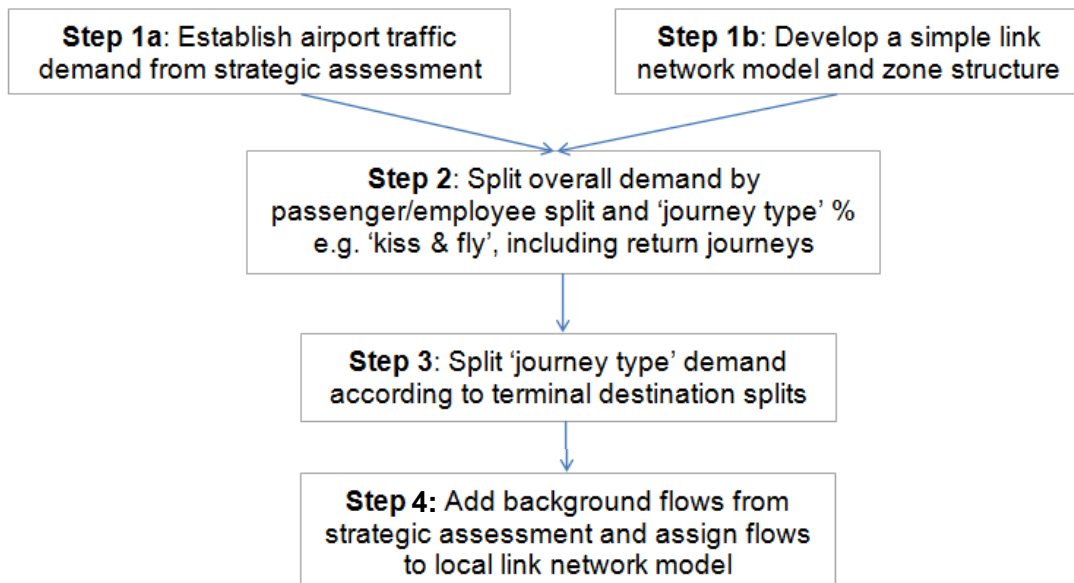 Step 1a: Establish airport traffic
demand from strategic assessment
Step 1b: Develop a simple link
network model and zone structure
Step 2: Split overall demand by
passenger/employee split and ‘journey type’ %
e.g. ‘kiss & fly’, including return journeys
Step 3: Split ‘journey type’ demand
according to terminal destination splits
Step 4: Add background flows from
strategic assessment and assign flows
to local link network model